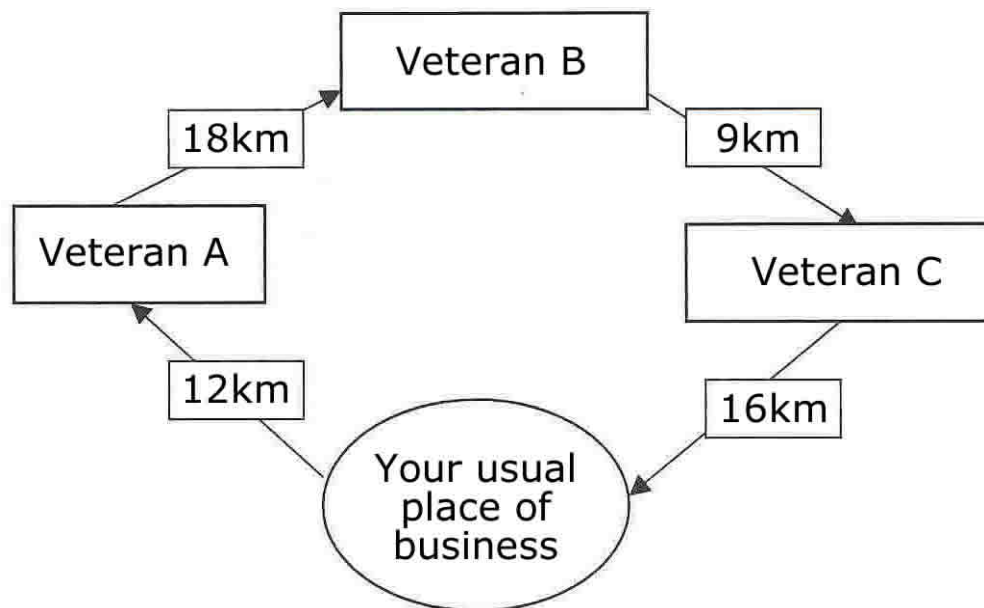 Veteran B
18km
9km
Veteran A
Veteran C
12km
16km
Your usual
place of
business